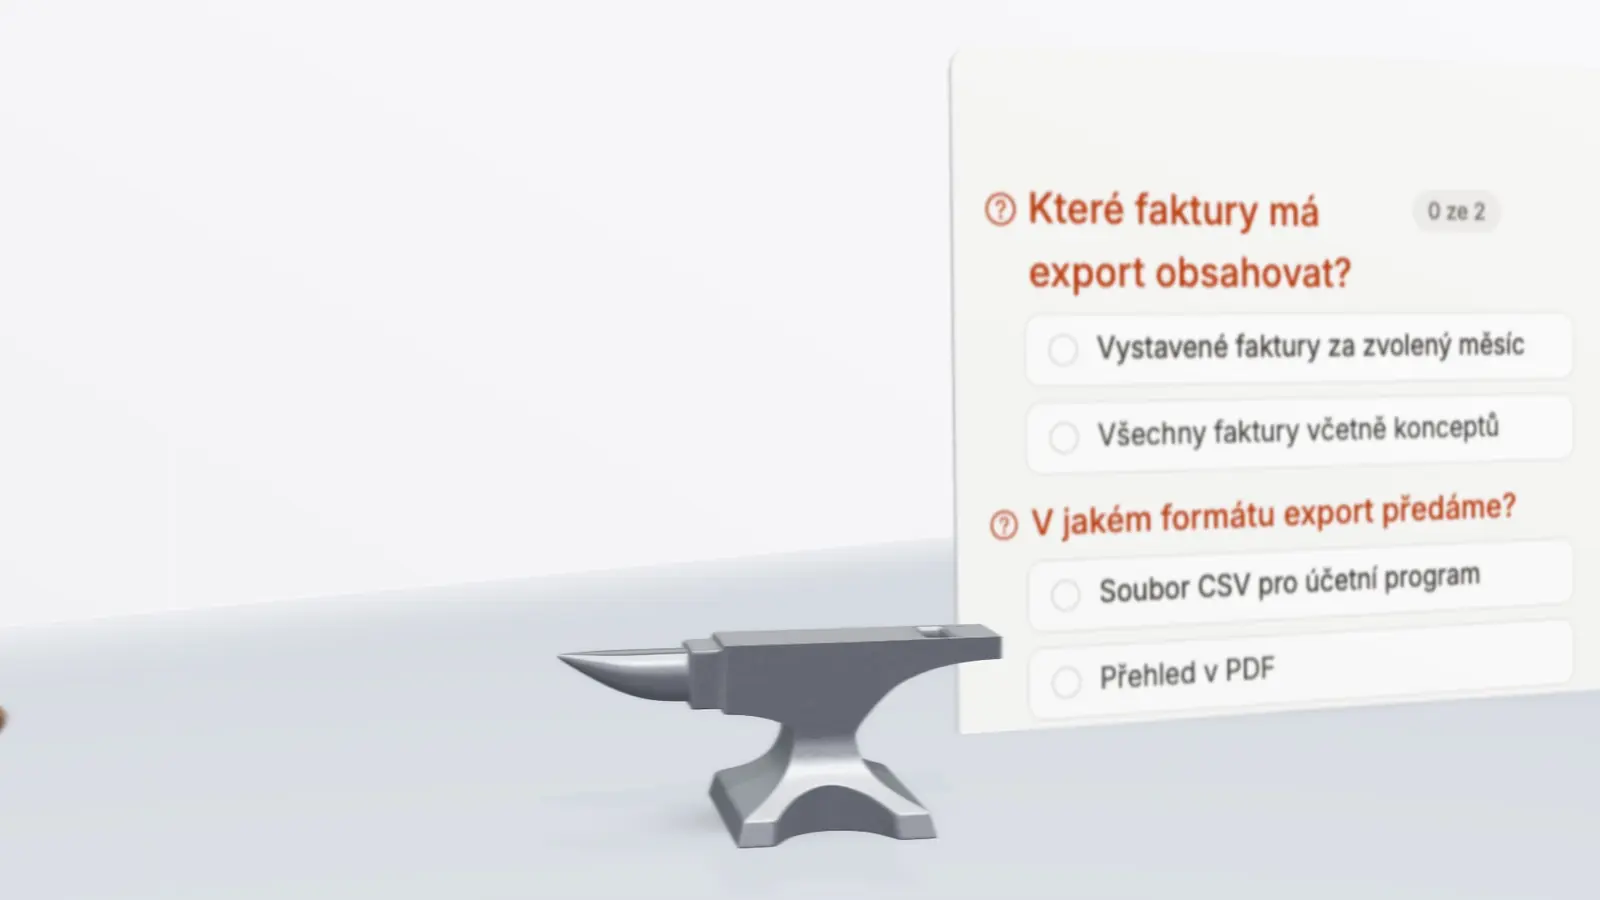 Které faktury má
0 ze 2
export obsahovat?
Vystavené faktury za zvolený měsíc
Všechny faktury včetně konceptů
V jakém formátu export předáme?
Soubor CSV pro účetní program
Přehled v PDF